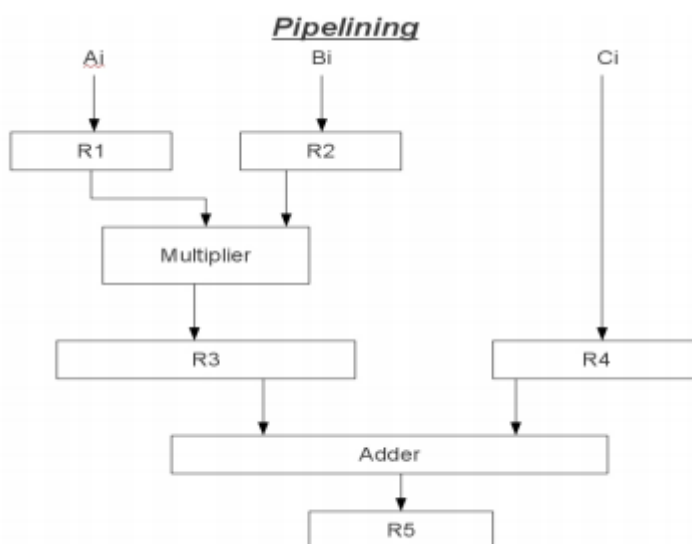 Pipelining
Ai Bi Ci
R1 R2
Multiplier
R3 R4
Adder
R5